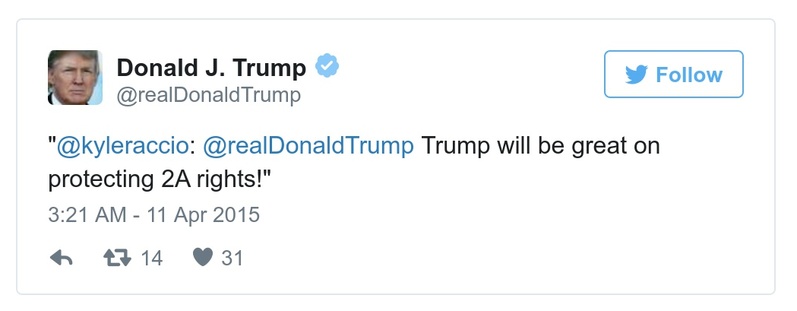 Donald J. Trump
@realDonaldTrump
Follow
"@kyleraccio: @realDonaldTrump Trump will be great on
protecting 2A rights!"
3:21 AM - 11 Apr 2015
14 31